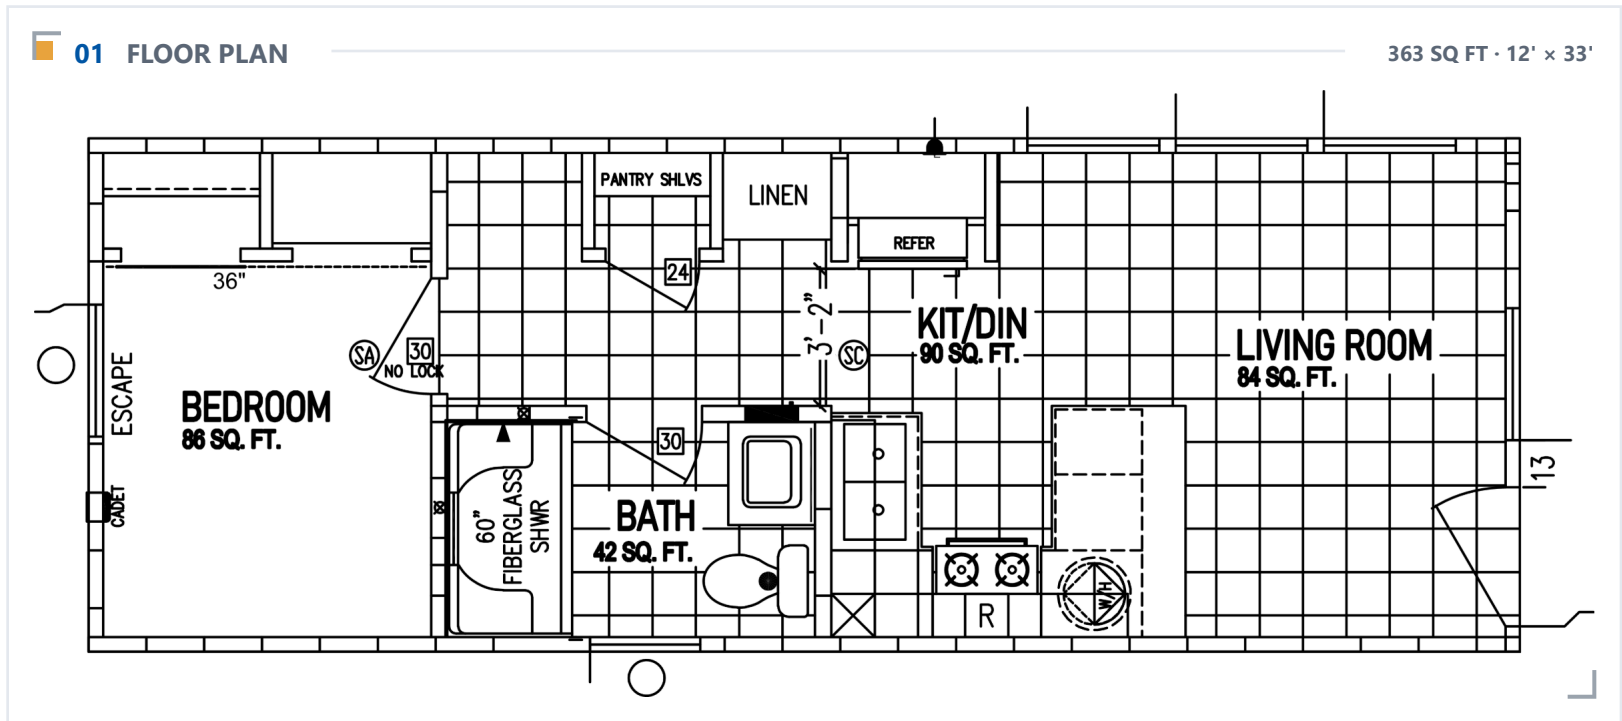 01 FLOOR PLAN
363 SQ FT · 12' × 33'
PANTRY SHLVS
LINEN
REFER
36"
24
3'-2"
KIT/DIN
90 SQ. FT.
LIVING ROOM
84 SQ. FT.
SA
30
NO LOCK
SC
ESCAPE
BEDROOM
86 SQ. FT.
CADET
30
60"
FIBERGLASS
SHWR
BATH
42 SQ. FT.
13
R
W/H